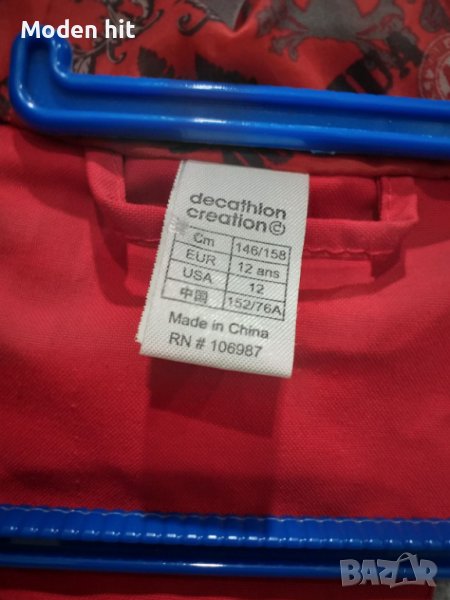 Moden hit
decathlon
creation©
Cm 146/158
EUR 12 ans
USA 12
中国 152/76A
Made in China
RN # 106987
BAZAR